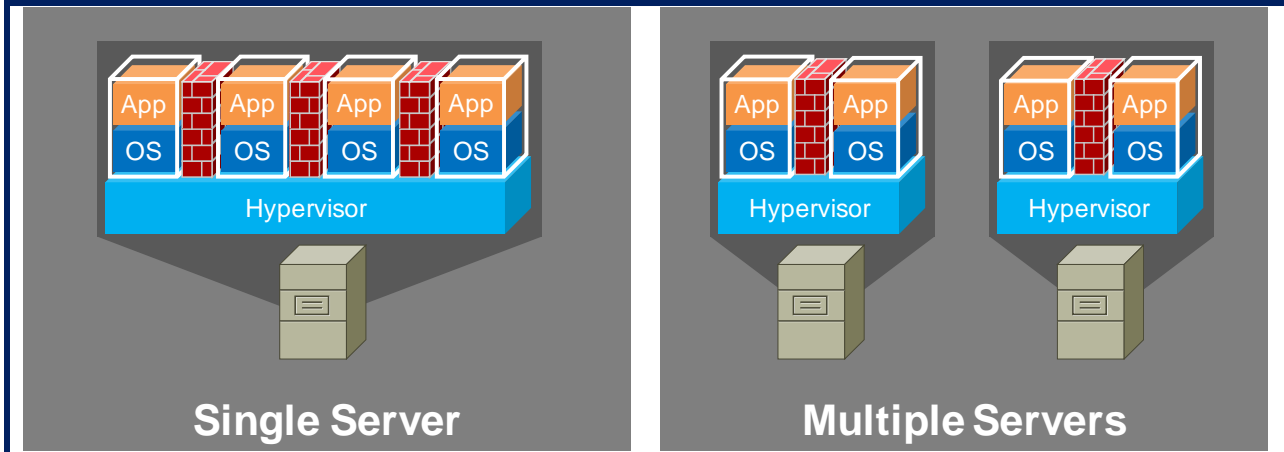 App App App App
OS OS OS OS
Hypervisor
Single Server
App App App App
OS OS OS OS
Hypervisor Hypervisor
Multiple Servers